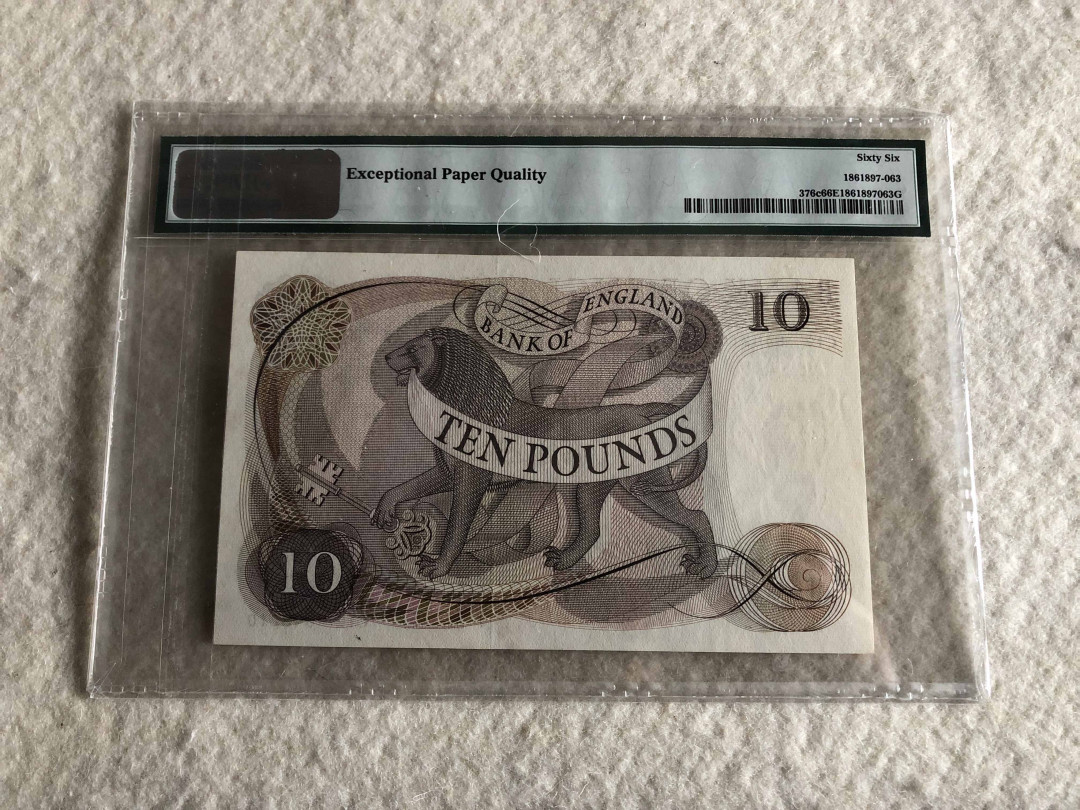 Exceptional Paper Quality
Sixty Six
1861897-063
376c66E1861897063G
BANK OF ENGLAND
10
TEN POUNDS
10